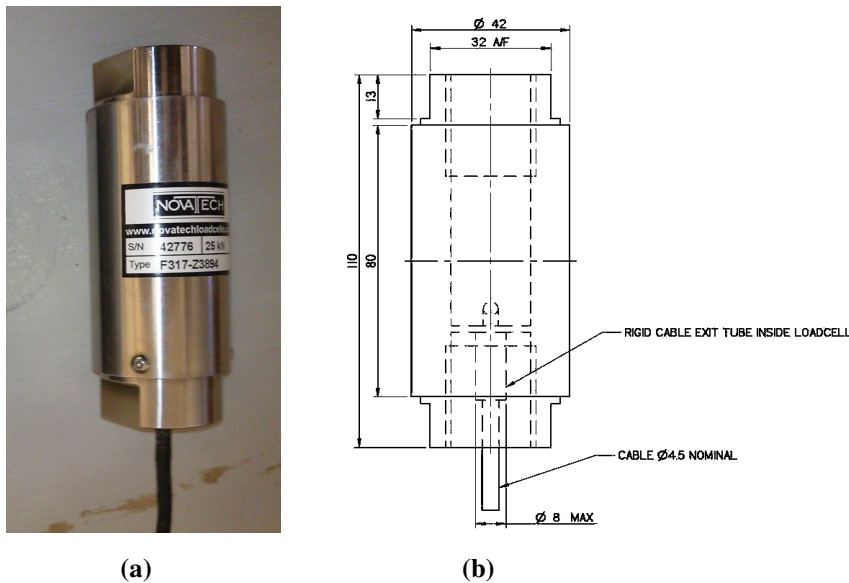 NOVATECH
www.novatechloadcells.
S/N 42776 25 kN
Type F317-Z3894
(a)
Ø 42
32 A/F
13
110
80
RIGID CABLE EXIT TUBE INSIDE LOADCELL
CABLE Ø4.5 NOMINAL
Ø 8 MAX
(b)